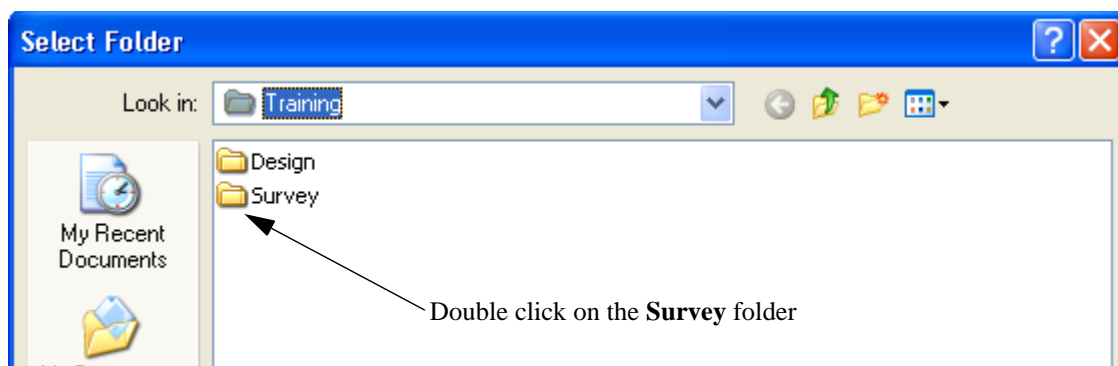 Select Folder
Look in:
Training
Design
Survey
My Recent
Documents
Double click on the Survey folder